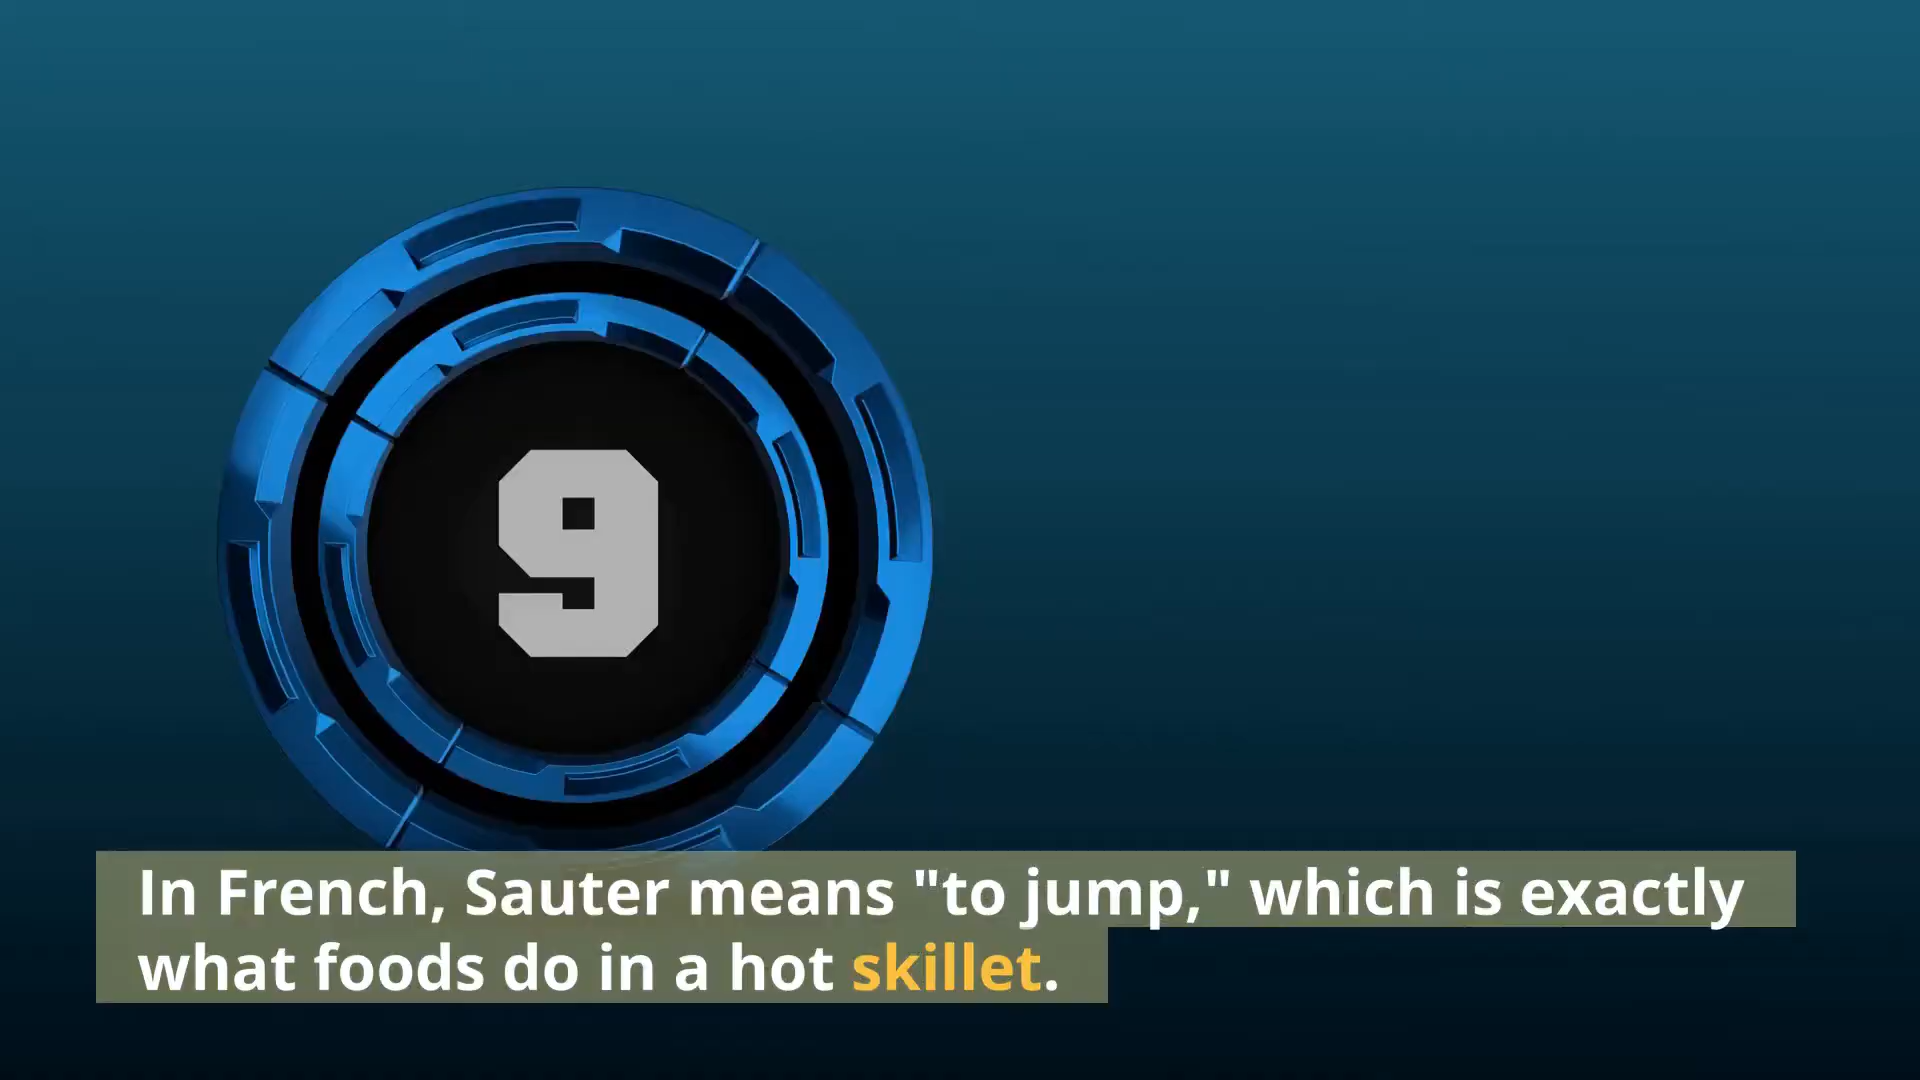 9
In French, Sauter means "to jump," which is exactly
what foods do in a hot skillet.